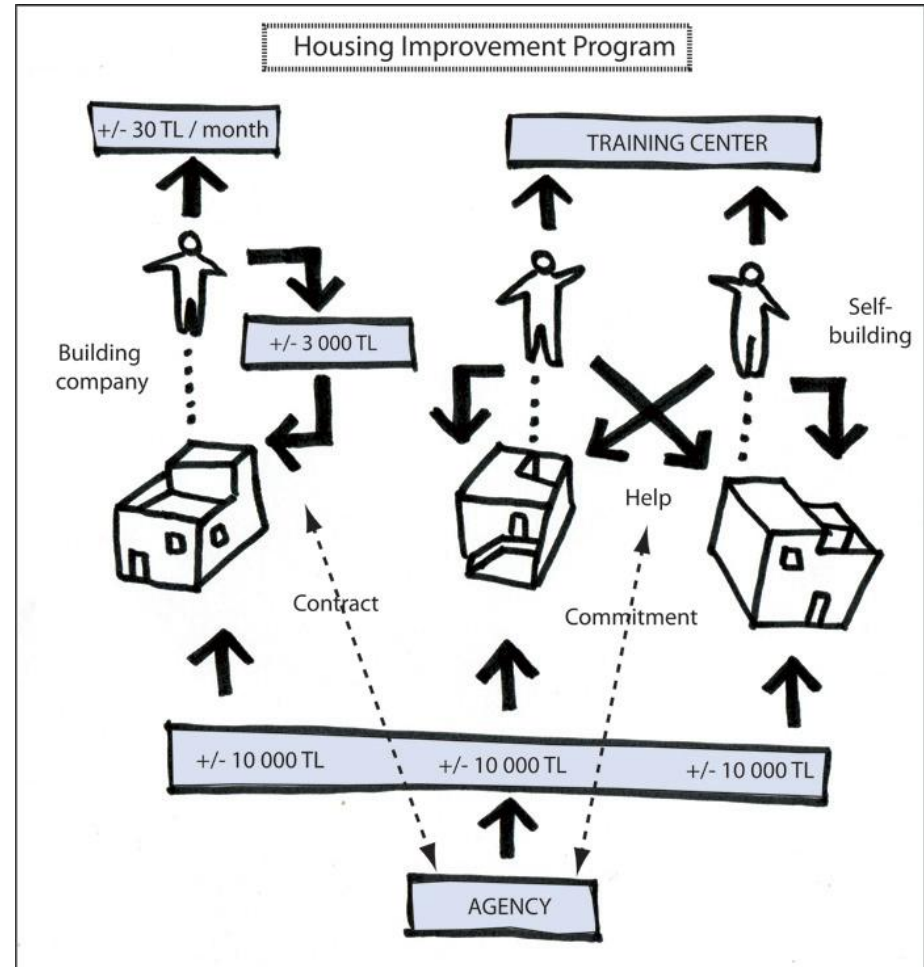 Housing Improvement Program
+/- 30 TL / month
TRAINING CENTER
Self-
building
+/- 3 000 TL
Building
company
Help
Contract
Commitment
+/- 10 000 TL
+/- 10 000 TL
+/- 10 000 TL
AGENCY